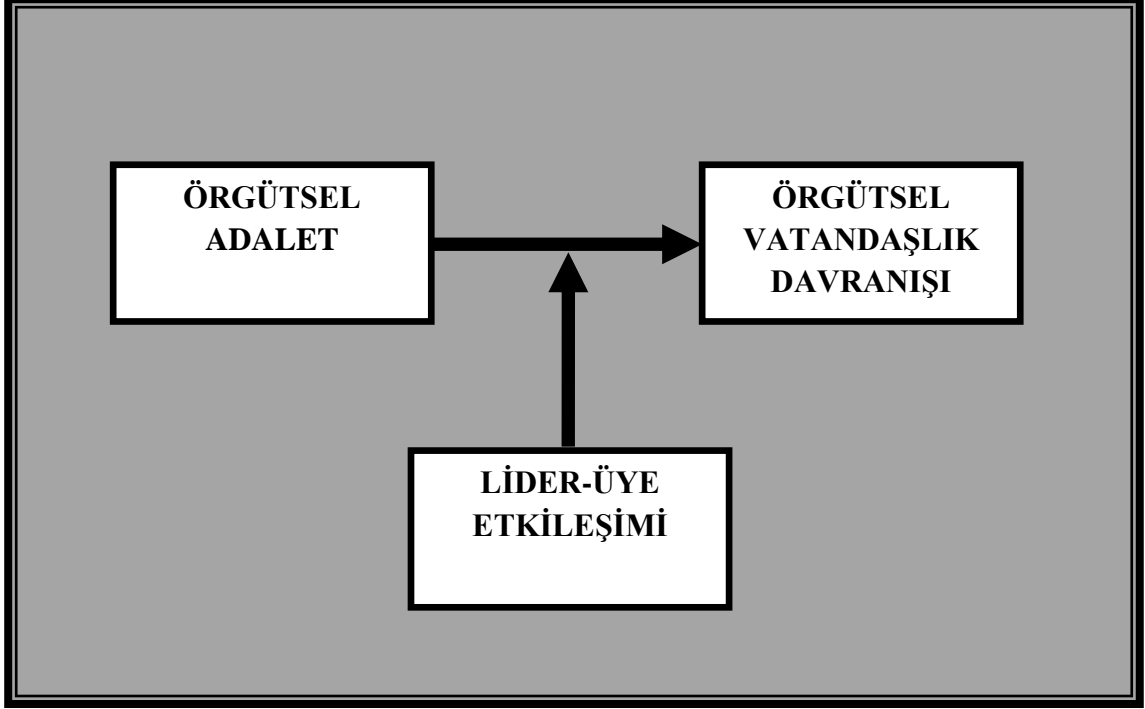 ÖRGÜTSEL
ADALET
ÖRGÜTSEL
VATANDAŞLIK
DAVRANIŞI
LİDER-ÜYE
ETKİLEŞİMİ